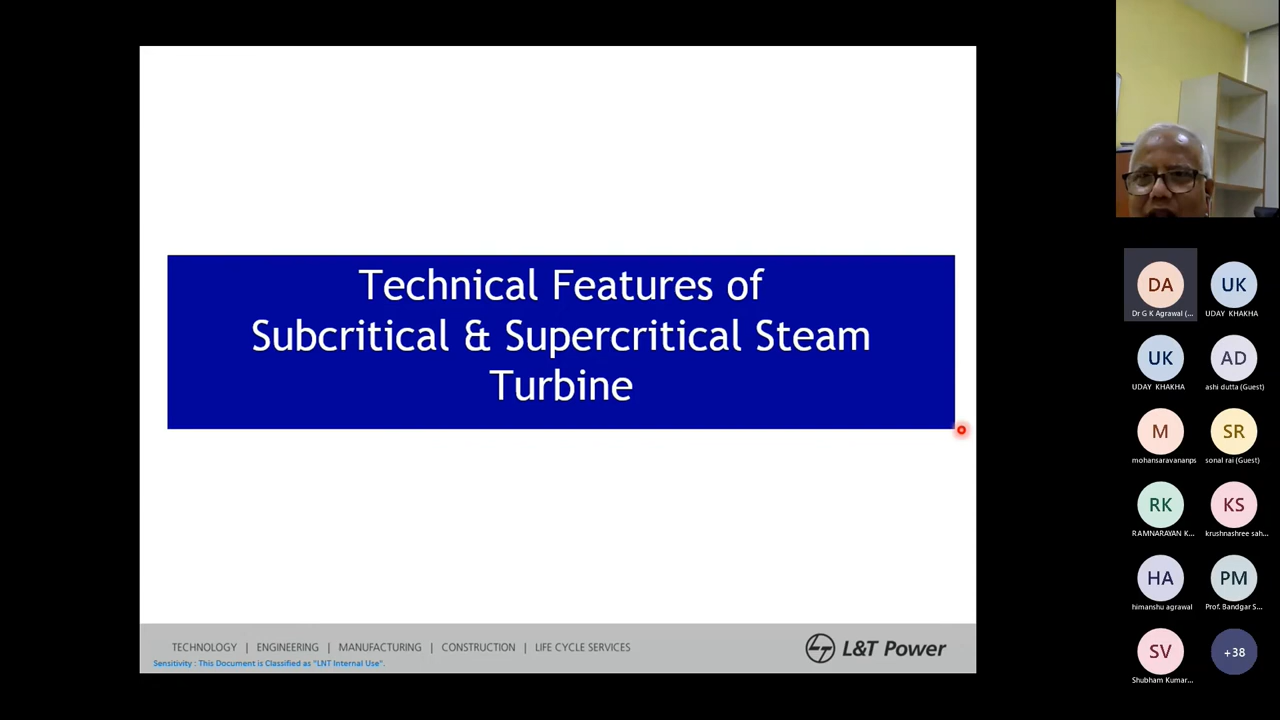 Technical Features of
Subcritical & Supercritical Steam
Turbine
TECHNOLOGY | ENGINEERING | MANUFACTURING | CONSTRUCTION | LIFE CYCLE SERVICES
Sensitivity : This Document is Classified as "LNT Internal Use".
L&T Power
DA
Dr G K Agrawal (...
UK
UDAY KHAKHA
UK
UDAY KHAKHA
AD
ashi dutta (Guest)
M
mohansaravananps
SR
sonal rai (Guest)
RK
RAMNARAYAN K...
KS
krushnashree sah...
HA
himanshu agrawal
PM
Prof. Bandgar S...
SV
Shubham Kumar...
+38